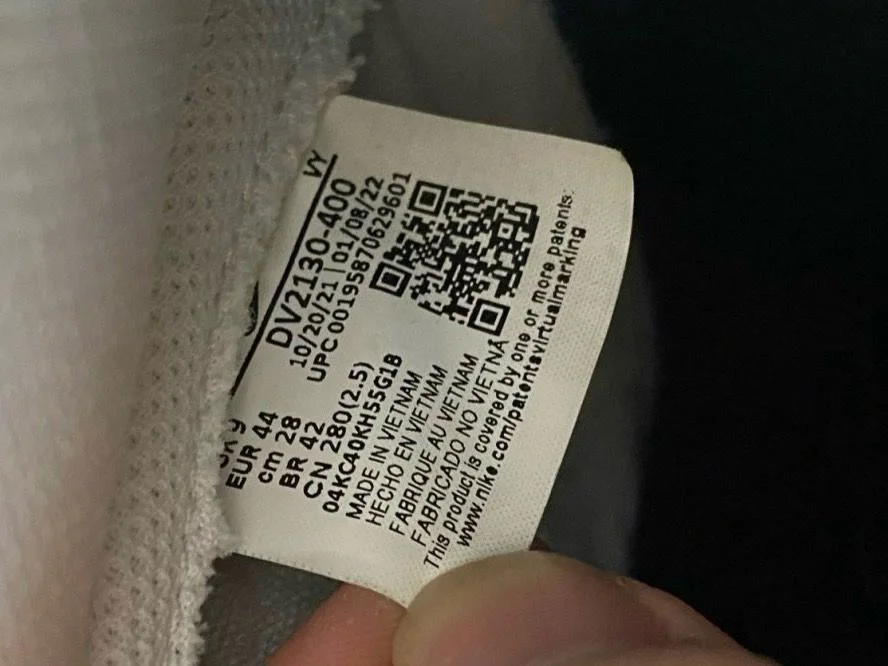 VY
DV2130-400
10/20/21 | 01/08/22
UPC 00195870629601
UK 9
EUR 44
cm 28
BR 42
CN 280(2.5)
04KC40KH55G1B
MADE IN VIETNAM
HECHO EN VIETNAM
FABRIQUE AU VIETNAM
FABRICADO NO VIETNÃ
This product is covered by one or more patents:
www.nike.com/patentsvirtualmarking